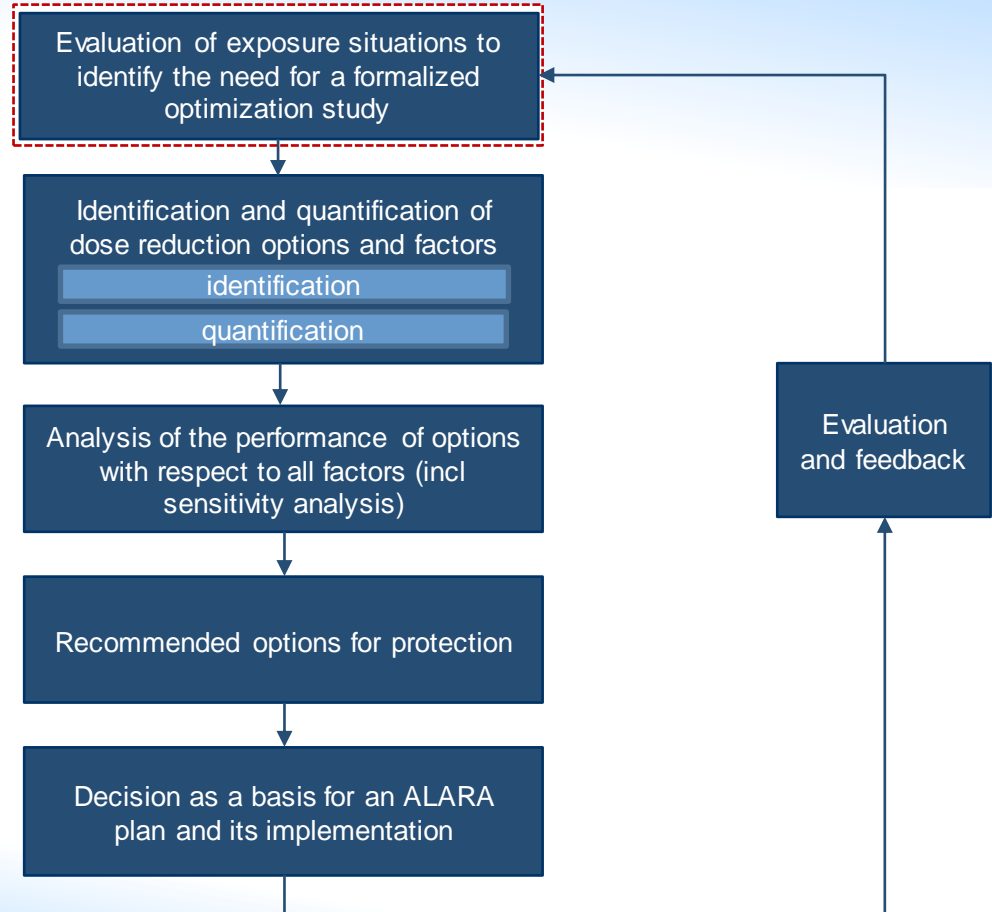 Evaluation of exposure situations to
identify the need for a formalized
optimization study
Identification and quantification of
dose reduction options and factors
identification
quantification
Analysis of the performance of options
with respect to all factors (incl
sensitivity analysis)
Recommended options for protection
Decision as a basis for an ALARA
plan and its implementation
Evaluation
and feedback